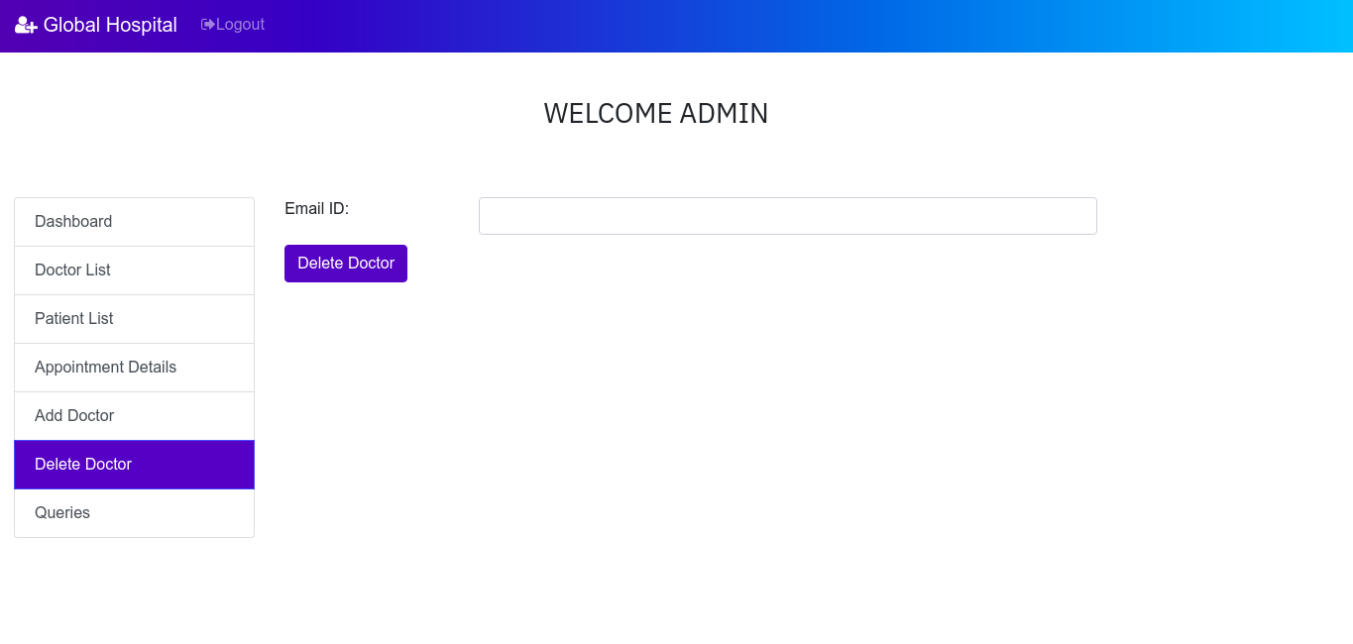 Global Hospital Logout
WELCOME ADMIN
Dashboard
Doctor List
Patient List
Appointment Details
Add Doctor
Delete Doctor
Queries
Email ID:
Delete Doctor